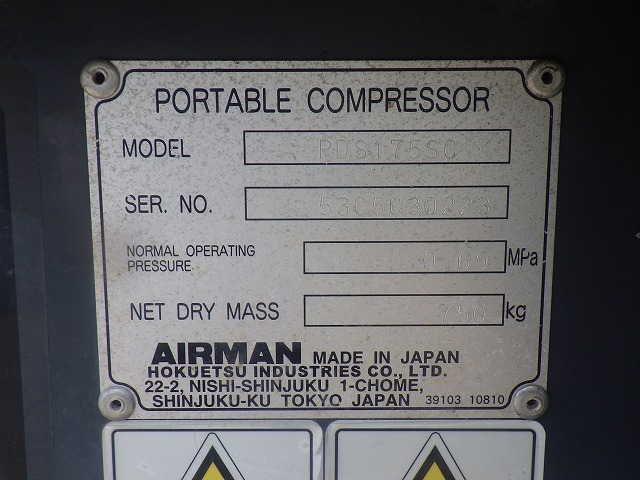 PORTABLE COMPRESSOR
MODEL PDS175SC
SER. NO. 53C5C30223
NORMAL OPERATING
PRESSURE 0.69 MPa
NET DRY MASS 750 kg
AIRMAN MADE IN JAPAN
HOKUETSU INDUSTRIES CO., LTD.
22-2, NISHI-SHINJUKU 1-CHOME,
SHINJUKU-KU TOKYO JAPAN 39103 10810